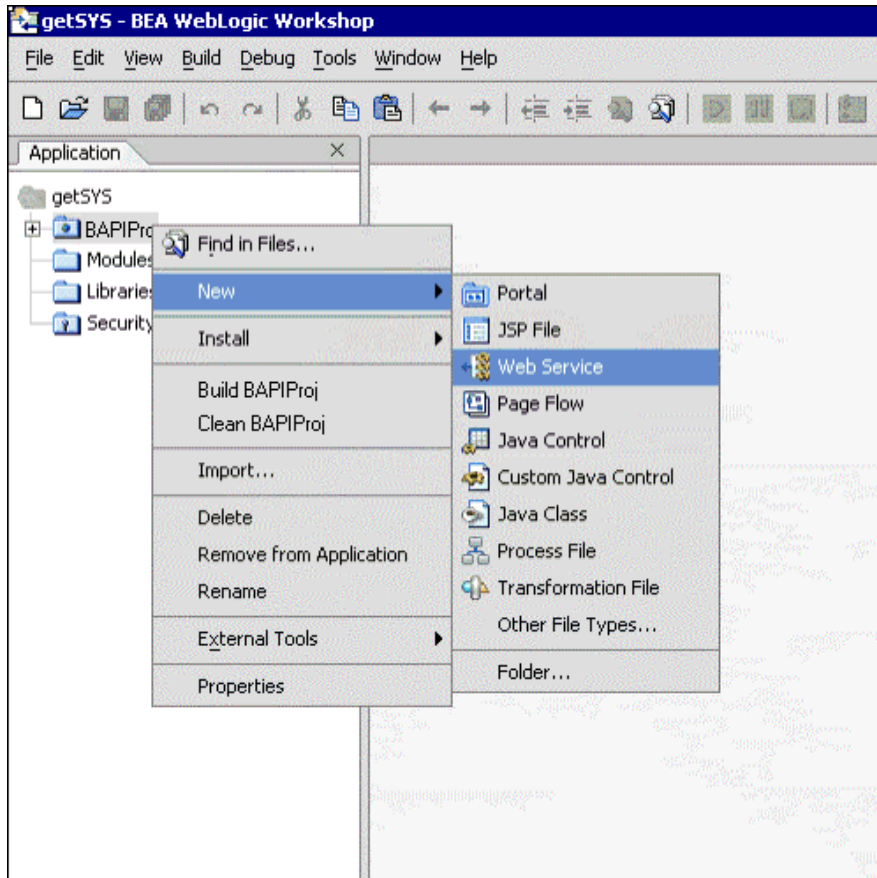 getSYS - BEA WebLogic Workshop
File Edit View Build Debug Tools Window Help
Application
getSYS
BAPIPro
Modules
Libraries
Security
Find in Files...
New
Install
Build BAPIProj
Clean BAPIProj
Import...
Delete
Remove from Application
Rename
External Tools
Properties
Portal
JSP File
Web Service
Page Flow
Java Control
Custom Java Control
Java Class
Process File
Transformation File
Other File Types...
Folder...